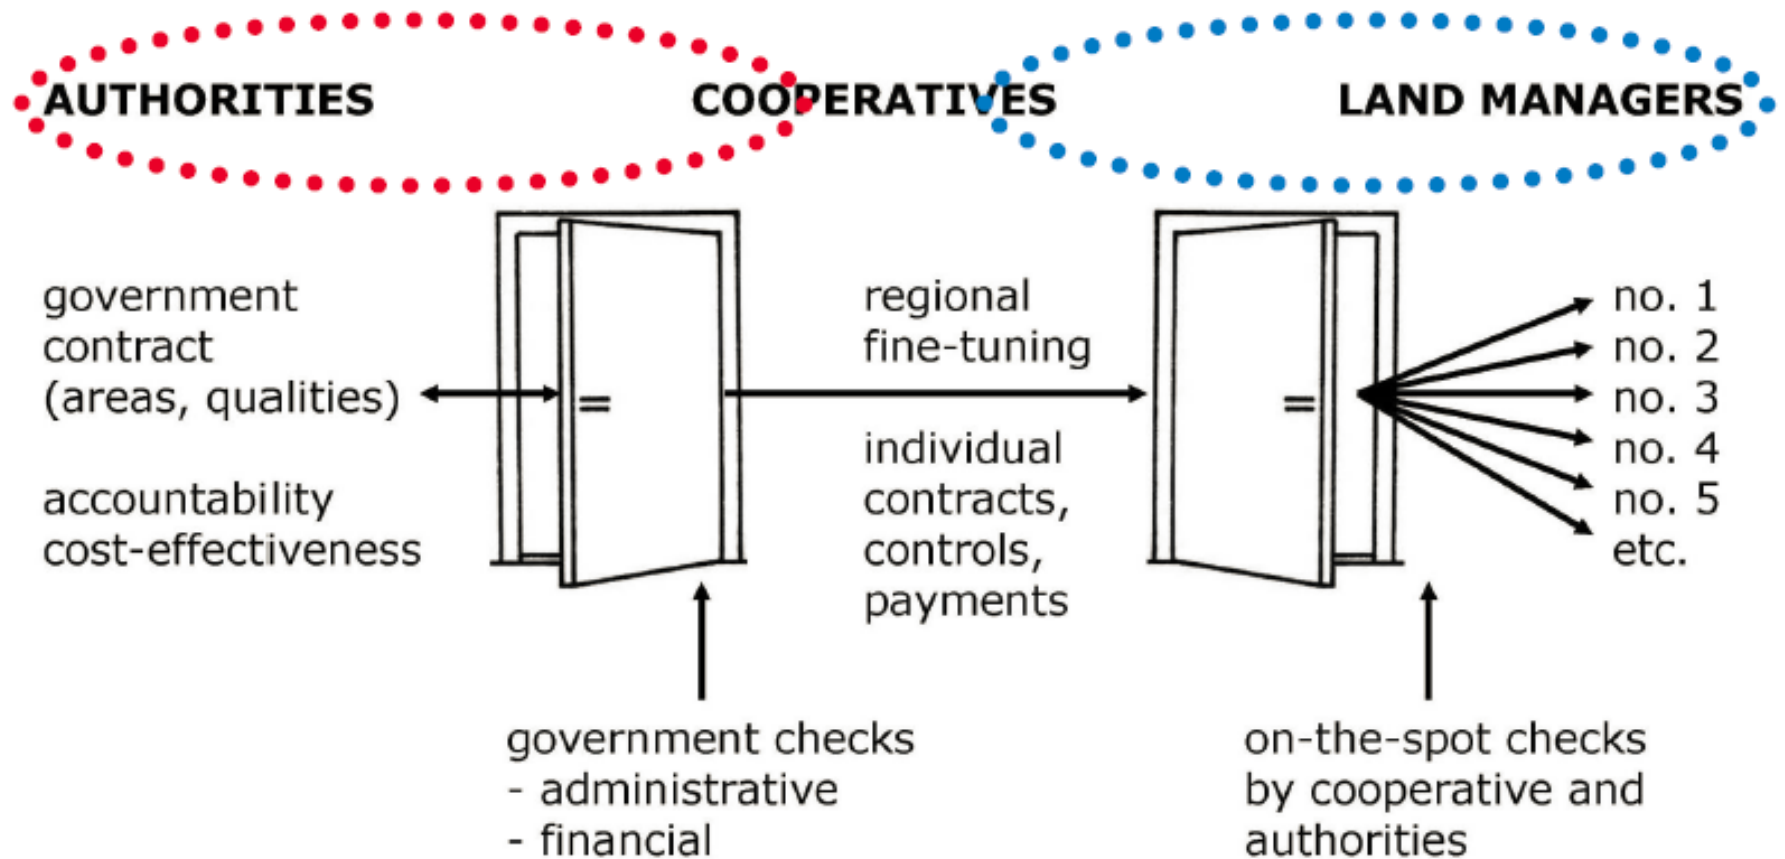 AUTHORITIES
COOPERATIVES
LAND MANAGERS
government
contract
(areas, qualities)
accountability
cost-effectiveness
regional
fine-tuning
individual
contracts,
controls,
payments
no. 1
no. 2
no. 3
no. 4
no. 5
etc.
government checks
- administrative
- financial
on-the-spot checks
by cooperative and
authorities